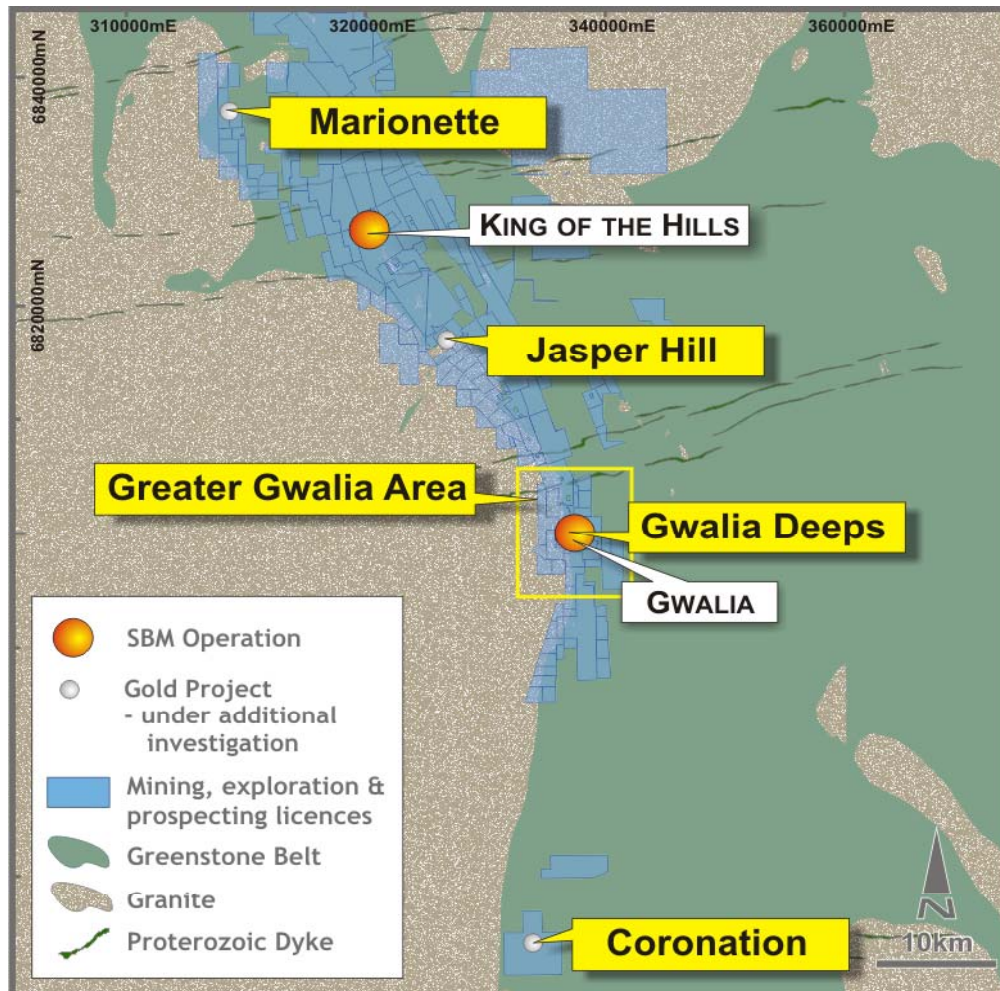 310000mE
320000mE
340000mE
360000mE
6840000mN
Marionette
KING OF THE HILLS
6820000mN
Jasper Hill
Greater Gwalia Area
Gwalia Deeps
GWALIA
SBM Operation
Gold Project
- under additional
investigation
Mining, exploration &
prospecting licences
Greenstone Belt
Granite
Proterozoic Dyke
Coronation
N
10km